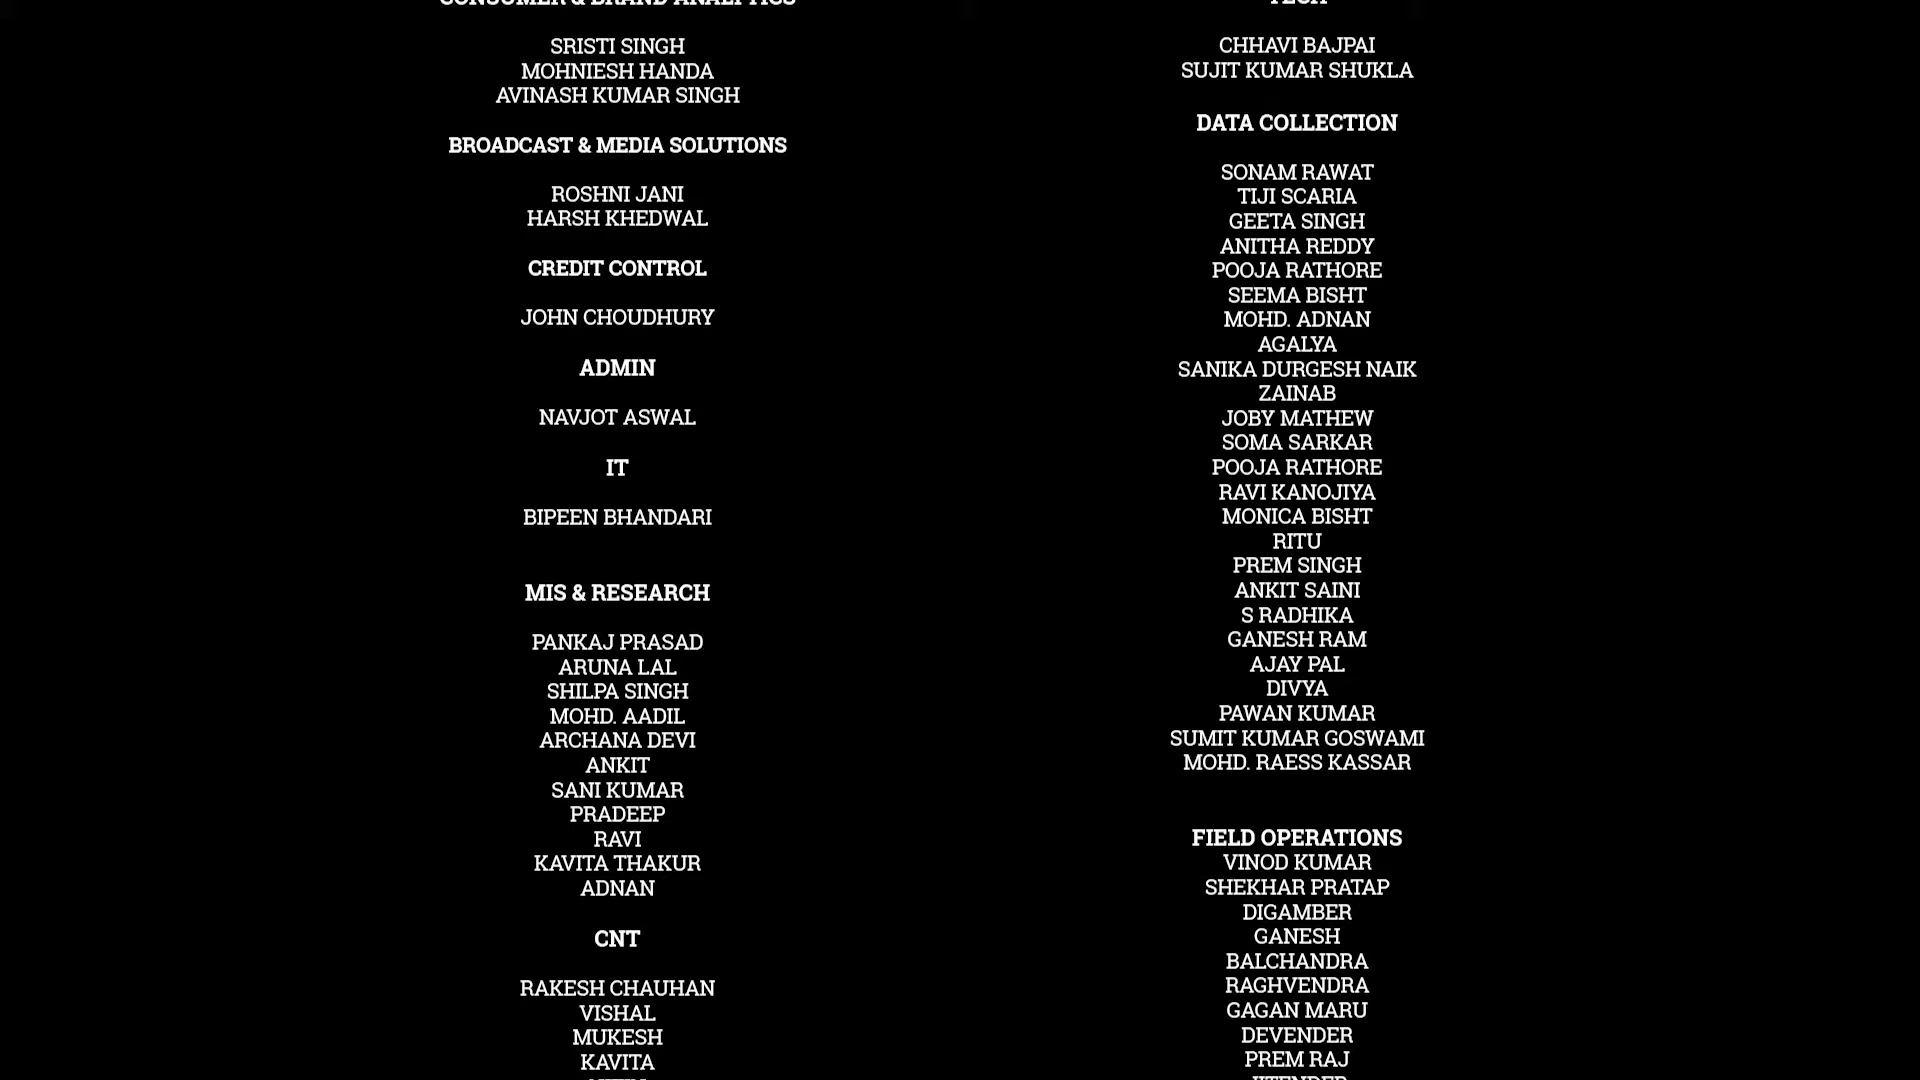 CONSUMER & BRAND ANALYTICS
SRISTI SINGH
MOHNIESH HANDA
AVINASH KUMAR SINGH
BROADCAST & MEDIA SOLUTIONS
ROSHNI JANI
HARSH KHEDWAL
CREDIT CONTROL
JOHN CHOUDHURY
ADMIN
NAVJOT ASWAL
IT
BIPEEN BHANDARI
MIS & RESEARCH
PANKAJ PRASAD
ARUNA LAL
SHILPA SINGH
MOHD. AADIL
ARCHANA DEVI
ANKIT
SANI KUMAR
PRADEEP
RAVI
KAVITA THAKUR
ADNAN
CNT
RAKESH CHAUHAN
VISHAL
MUKESH
KAVITA
TECH
CHHAVI BAJPAI
SUJIT KUMAR SHUKLA
DATA COLLECTION
SONAM RAWAT
TIJI SCARIA
GEETA SINGH
ANITHA REDDY
POOJA RATHORE
SEEMA BISHT
MOHD. ADNAN
AGALYA
SANIKA DURGESH NAIK
ZAINAB
JOBY MATHEW
SOMA SARKAR
POOJA RATHORE
RAVI KANOJIYA
MONICA BISHT
RITU
PREM SINGH
ANKIT SAINI
S RADHIKA
GANESH RAM
AJAY PAL
DIVYA
PAWAN KUMAR
SUMIT KUMAR GOSWAMI
MOHD. RAESS KASSAR
FIELD OPERATIONS
VINOD KUMAR
SHEKHAR PRATAP
DIGAMBER
GANESH
BALCHANDRA
RAGHVENDRA
GAGAN MARU
DEVENDER
PREM RAJ